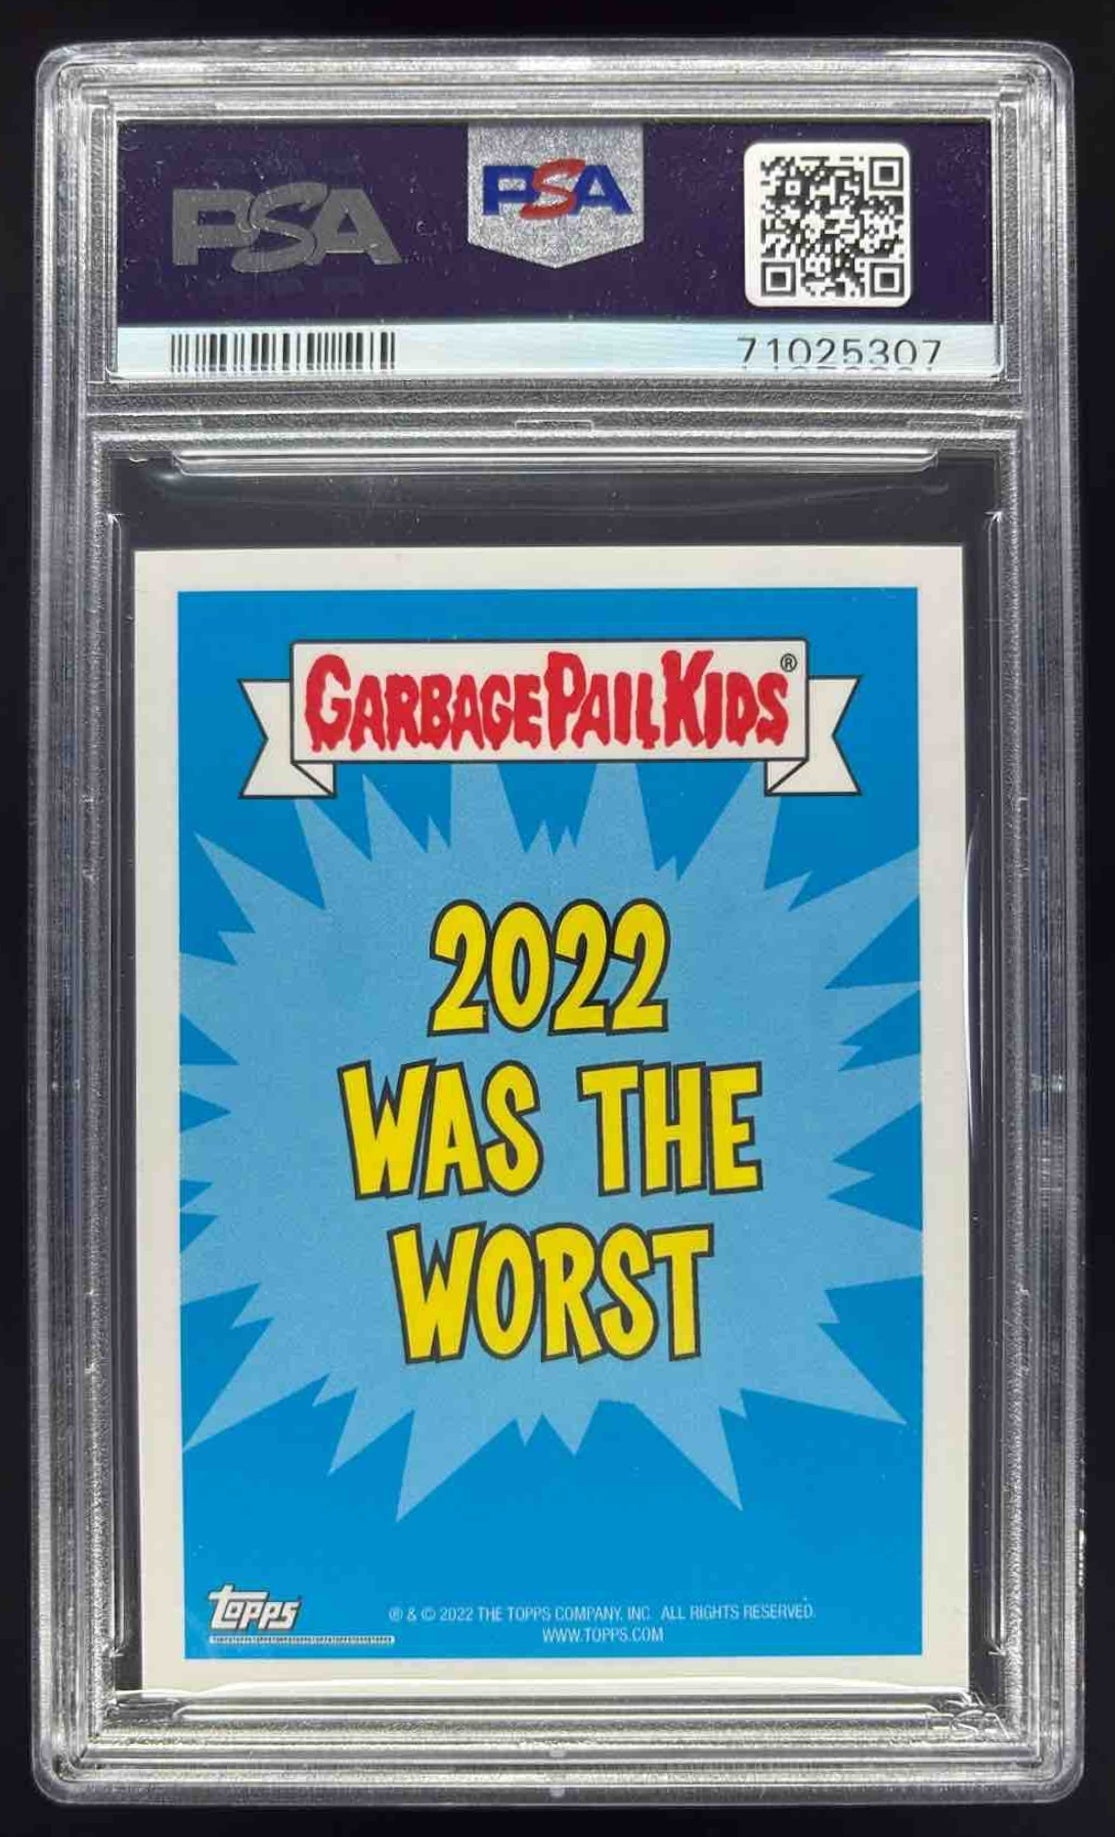 PSA
PSA
71025307
GARBAGE PAIL KIDS®
2022
WAS THE
WORST
TOPPS
® & © 2022 THE TOPPS COMPANY, INC. ALL RIGHTS RESERVED.
WWW.TOPPS.COM
PSA